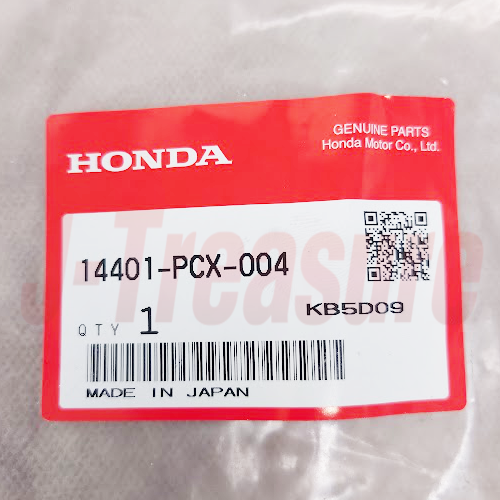 GENUINE PARTS
Honda Motor Co., Ltd.
HONDA
J-Treasure
14401-PCX-004
KB5D09
QTY 1
MADE IN JAPAN